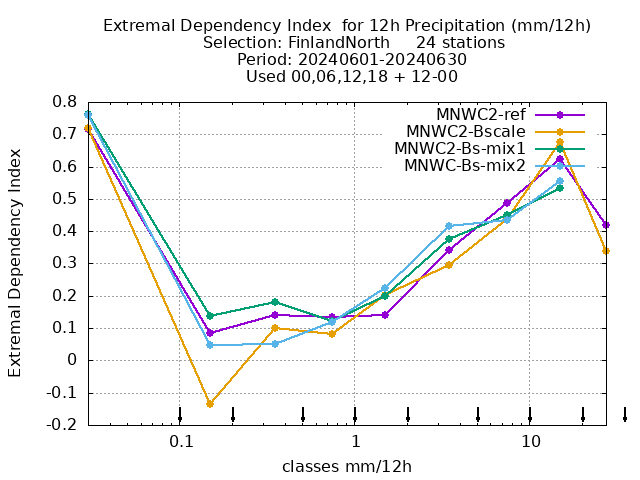 Extremal Dependency Index  for 12h Precipitation (mm/12h)
Selection: FinlandNorth     24 stations
Period: 20240601-20240630
Used 00,06,12,18 + 12-00
MNWC2-ref
MNWC2-Bscale
MNWC2-Bs-mix1
MNWC-Bs-mix2
Extremal Dependency Index
0.8
0.7
0.6
0.5
0.4
0.3
0.2
0.1
0
-0.1
-0.2
0.1 1 10
classes mm/12h